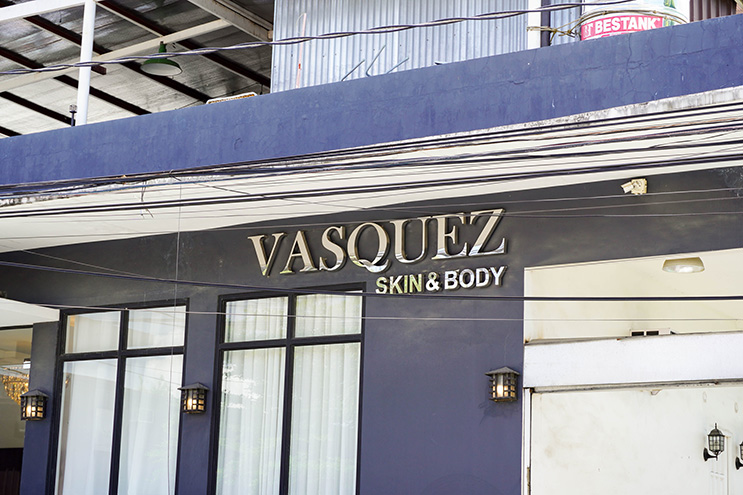 BESTANK
VASQUEZ
SKIN & BODY